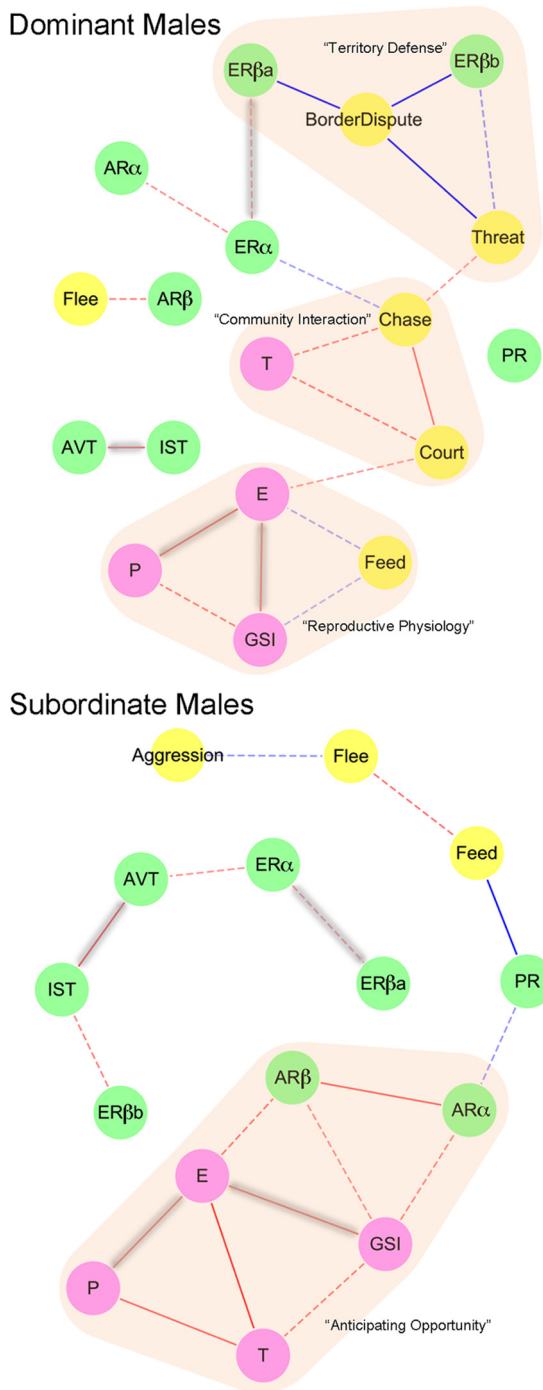 Dominant Males
"Territory Defense"
ERβa
ERβb
BorderDispute
ARα
Threat
ERα
Flee
ARβ
"Community Interaction"
Chase
T
PR
AVT
IST
Court
E
P
Feed
GSI
"Reproductive Physiology"
Subordinate Males
Aggression
Flee
Feed
AVT
ERα
IST
ERβa
PR
ERβb
ARβ
ARα
E
GSI
P
"Anticipating Opportunity"
T